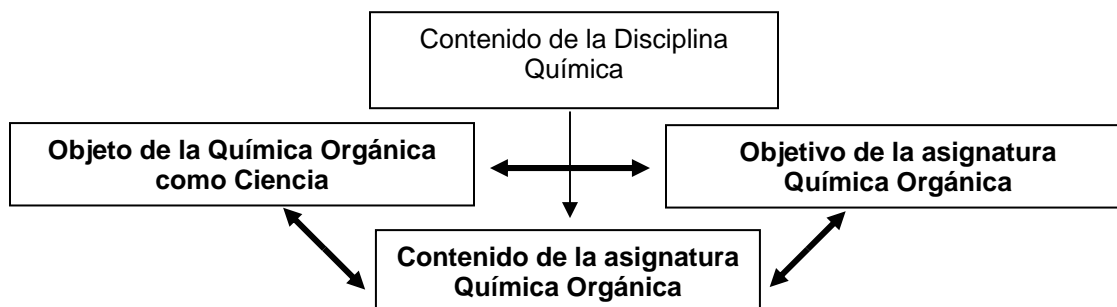 Contenido de la Disciplina
Química
Objeto de la Química Orgánica
como Ciencia
Objetivo de la asignatura
Química Orgánica
Contenido de la asignatura
Química Orgánica